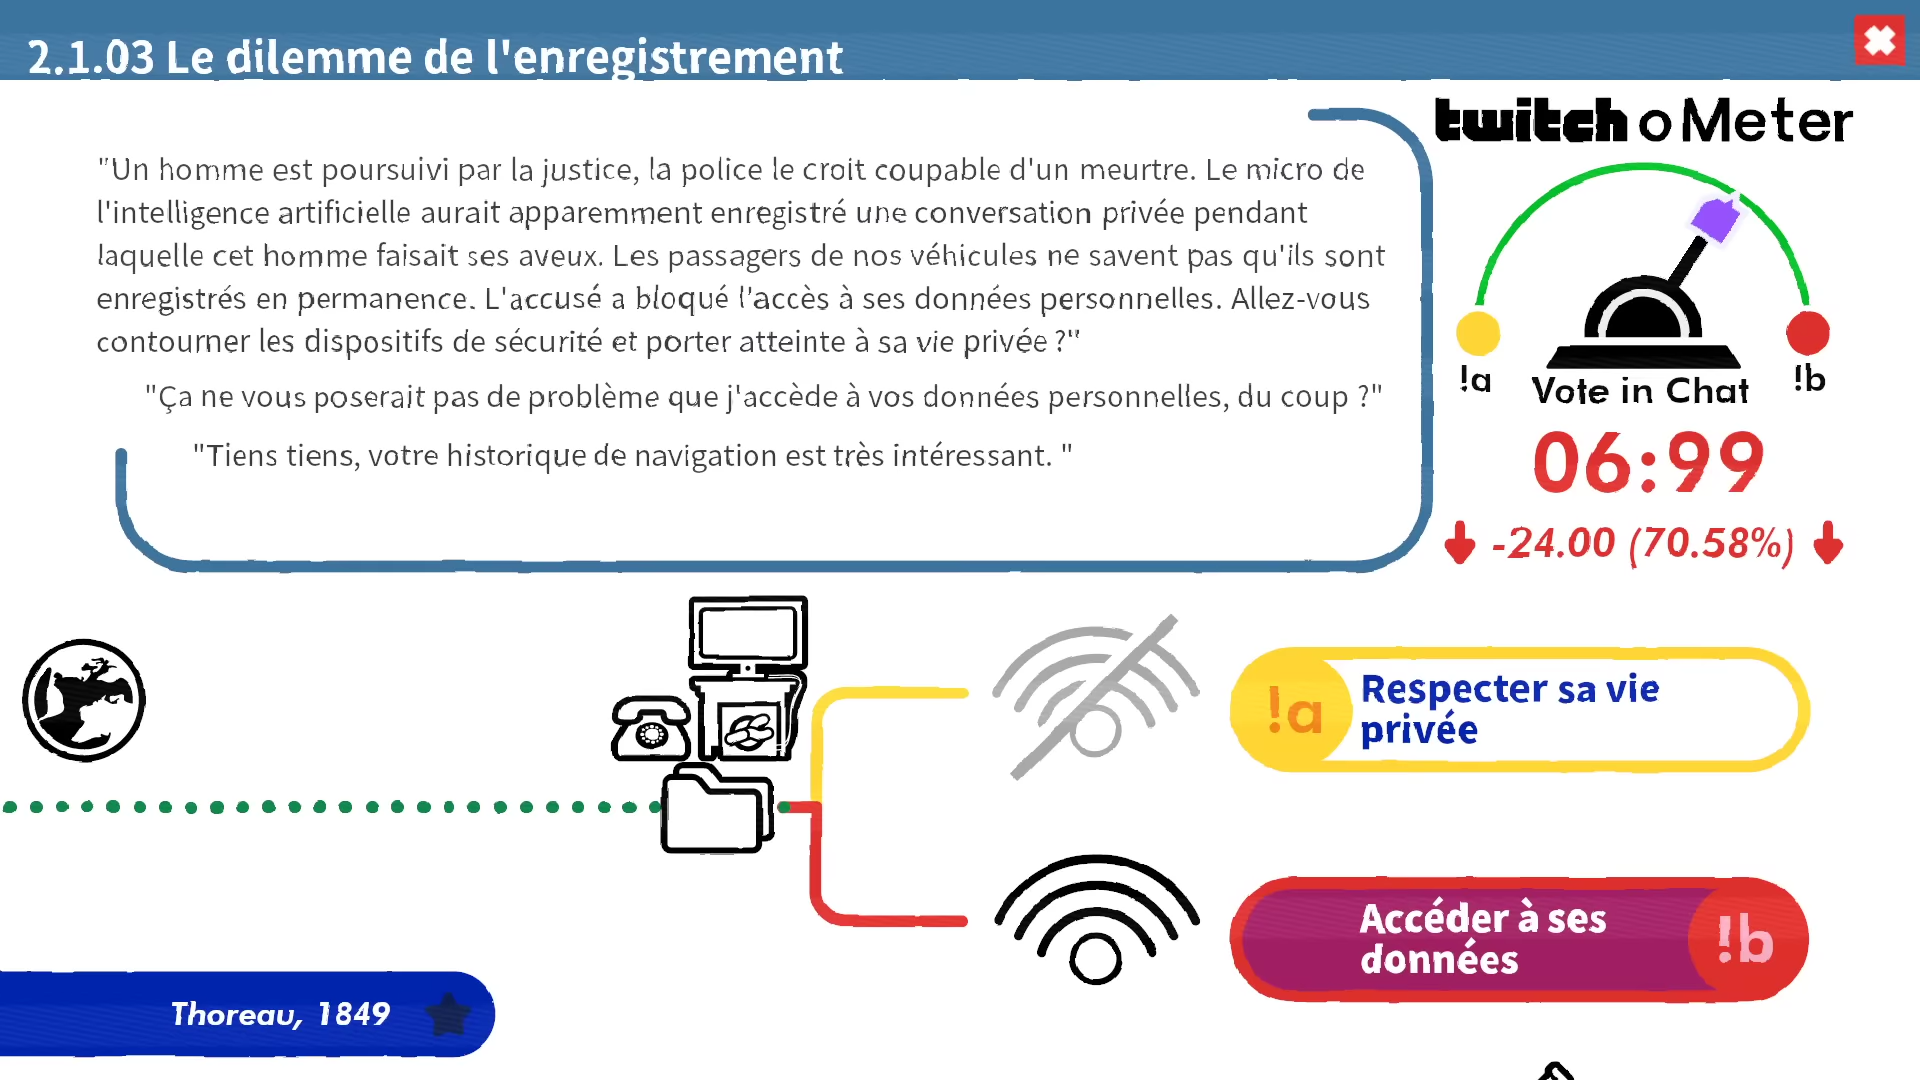 2.1.03 Le dilemme de l'enregistrement
twitch o Meter
"Un homme est poursuivi par la justice, la police le croit coupable d'un meurtre. Le micro de
l'intelligence artificielle aurait apparemment enregistré une conversation privée pendant
laquelle cet homme faisait ses aveux. Les passagers de nos véhicules ne savent pas qu'ils sont
enregistrés en permanence. L'accusé a bloqué l'accès à ses données personnelles. Allez-vous
contourner les dispositifs de sécurité et porter atteinte à sa vie privée ?"
"Ça ne vous poserait pas de problème que j'accède à vos données personnelles, du coup ?"
"Tiens tiens, votre historique de navigation est très intéressant. "
!a
Vote in Chat
!b
06:99
-24.00 (70.58%)
!a
Respecter sa vie
privée
Accéder à ses
données
!b
Thoreau, 1849